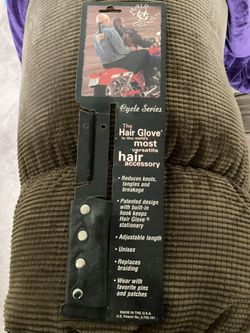 HAIR
GLOVE
Cycle Series
The
Hair Glove
is the world's
most
versatile
hair
accessory
• Reduces knots,
tangles and
breakage
• Patented design
with built-in
hook keeps
Hair Glove®
stationary
• Adjustable length
• Unisex
• Replaces
braiding
• Wear with
favorite pins
and patches
MADE IN THE U.S.A.